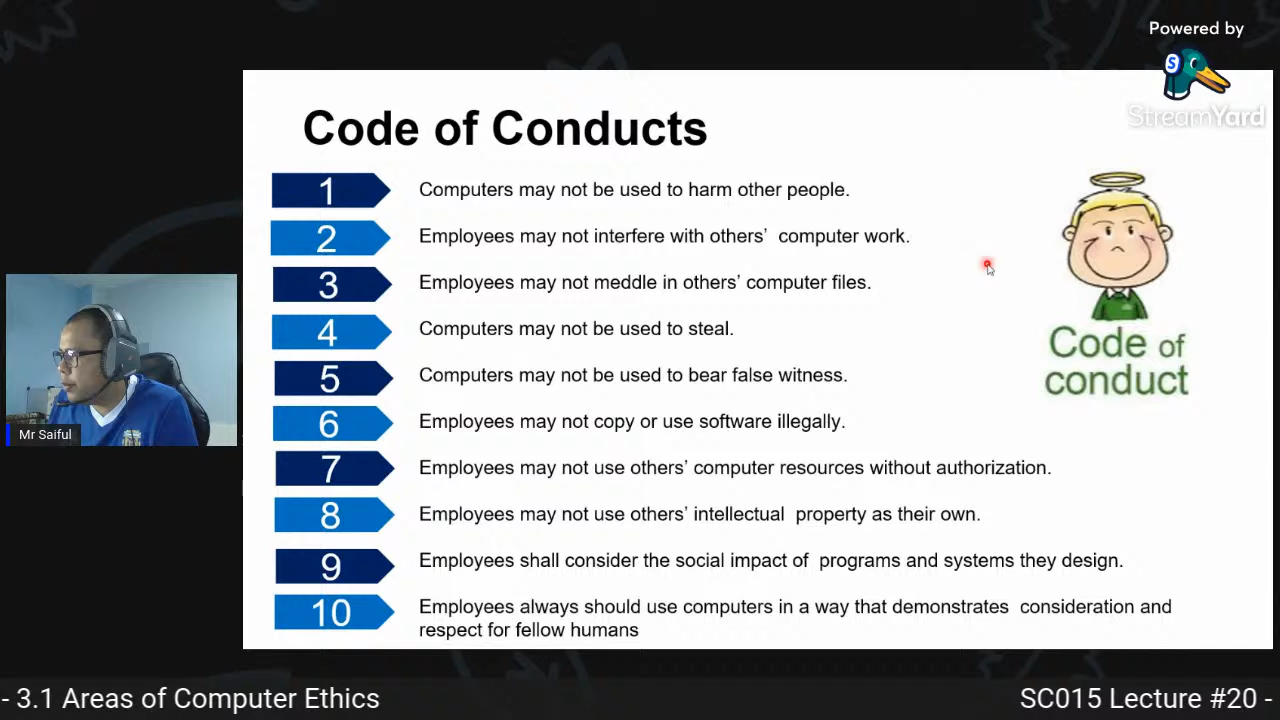 Powered by
StreamYard
Code of Conducts
1 Computers may not be used to harm other people.
2 Employees may not interfere with others' computer work.
3 Employees may not meddle in others' computer files.
4 Computers may not be used to steal.
5 Computers may not be used to bear false witness.
6 Employees may not copy or use software illegally.
7 Employees may not use others' computer resources without authorization.
8 Employees may not use others' intellectual property as their own.
9 Employees shall consider the social impact of programs and systems they design.
10 Employees always should use computers in a way that demonstrates consideration and
respect for fellow humans
Code of
conduct
Mr Saiful
- 3.1 Areas of Computer Ethics
SC015 Lecture #20 -